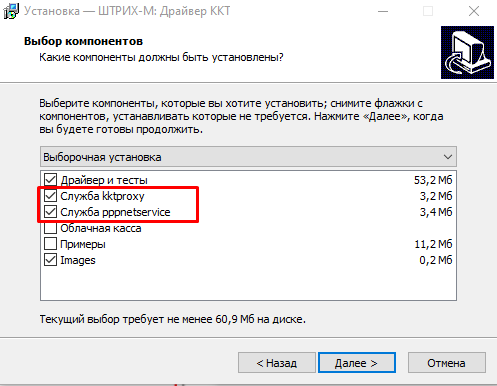 Установка — ШТРИХ-М: Драйвер ККТ
Выбор компонентов
Какие компоненты должны быть установлены?
Выберите компоненты, которые вы хотите установить; снимите флажки с
компонентов, устанавливать которые не требуется. Нажмите «Далее», когда
вы будете готовы продолжить.
Выборочная установка
Драйвер и тесты 53,2 Мб
Служба kktproxy 3,2 Мб
Служба pppnetservice 3,4 Мб
Облачная касса
Примеры 11,2 Мб
Images 0,2 Мб
Текущий выбор требует не менее 60,9 Мб на диске.
< Назад Далее > Отмена